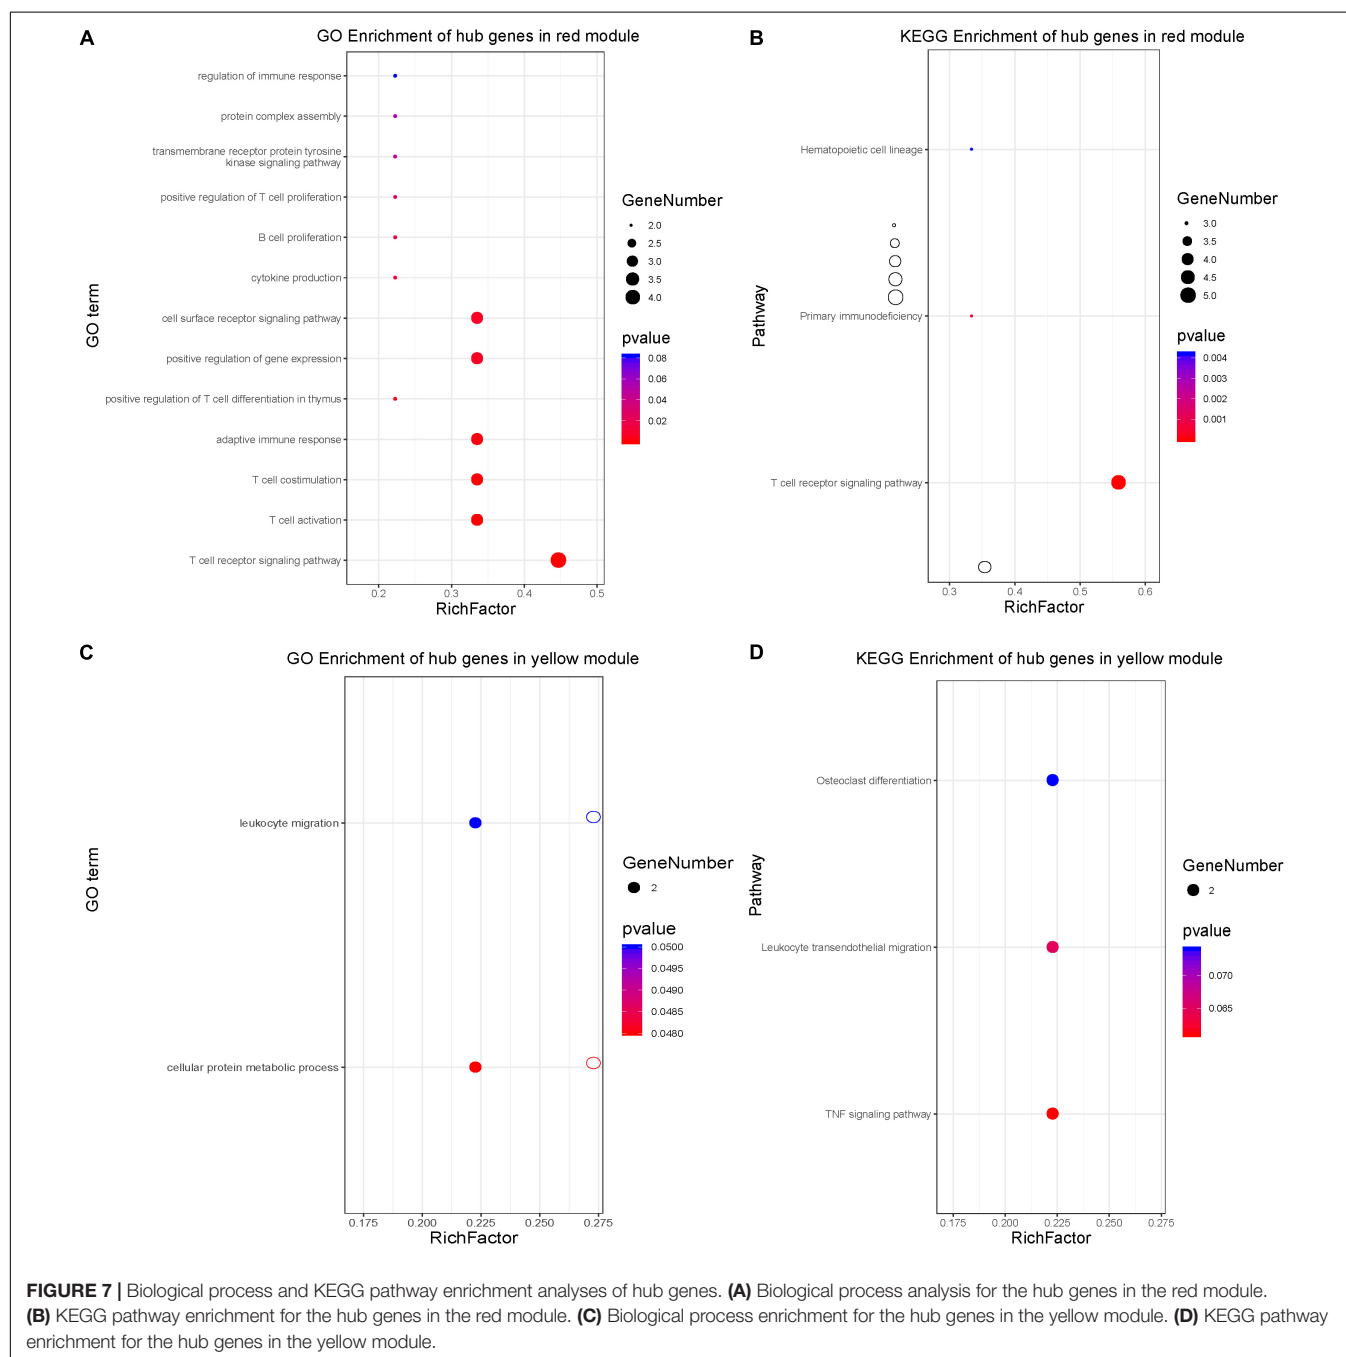 A
GO Enrichment of hub genes in red module
regulation of immune response
protein complex assembly
transmembrane receptor protein tyrosine
kinase signaling pathway
positive regulation of T cell proliferation
B cell proliferation
cytokine production
cell surface receptor signaling pathway
positive regulation of gene expression
positive regulation of T cell differentiation in thymus
adaptive immune response
T cell costimulation
T cell activation
T cell receptor signaling pathway
GO term
0.2 0.3 0.4 0.5
RichFactor
GeneNumber
2.0
2.5
3.0
3.5
4.0
pvalue
0.08
0.06
0.04
0.02
B
KEGG Enrichment of hub genes in red module
Hematopoietic cell lineage
Primary immunodeficiency
T cell receptor signaling pathway
Pathway
0.3 0.4 0.5 0.6
RichFactor
GeneNumber
3.0
3.5
4.0
4.5
5.0
pvalue
0.004
0.003
0.002
0.001
C
GO Enrichment of hub genes in yellow module
leukocyte migration
cellular protein metabolic process
GO term
0.175 0.200 0.225 0.250 0.275
RichFactor
GeneNumber
2
pvalue
0.0500
0.0495
0.0490
0.0485
0.0480
D
KEGG Enrichment of hub genes in yellow module
Osteoclast differentiation
Leukocyte transendothelial migration
TNF signaling pathway
Pathway
0.175 0.200 0.225 0.250 0.275
RichFactor
GeneNumber
2
pvalue
0.070
0.065
FIGURE 7 | Biological process and KEGG pathway enrichment analyses of hub genes. (A) Biological process analysis for the hub genes in the red module.
(B) KEGG pathway enrichment for the hub genes in the red module. (C) Biological process enrichment for the hub genes in the yellow module. (D) KEGG pathway
enrichment for the hub genes in the yellow module.